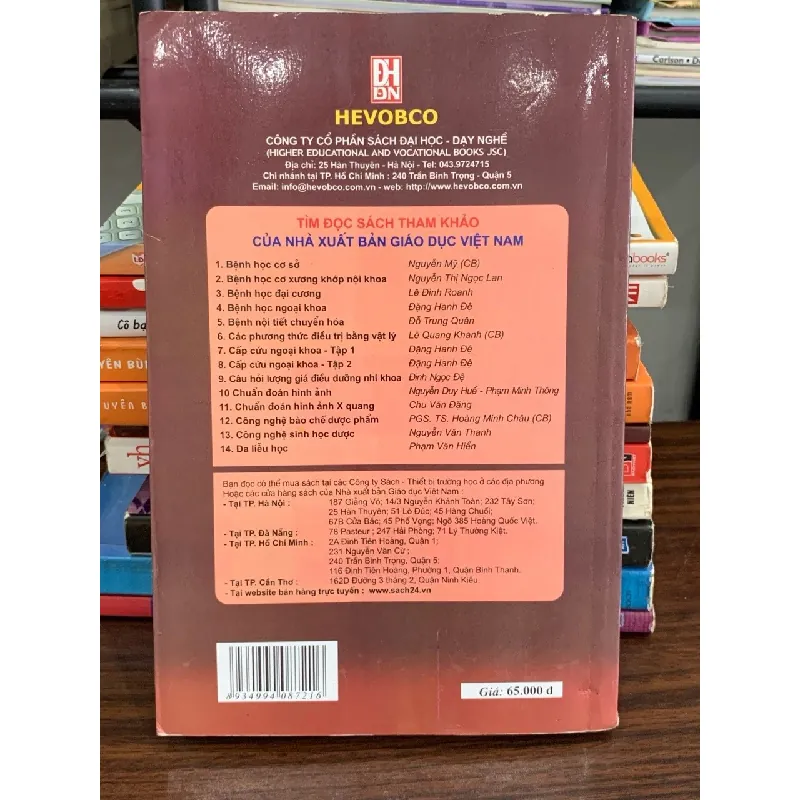 ĐH
DN
HEVOBCO
CÔNG TY CỔ PHẦN SÁCH ĐẠI HỌC - DẠY NGHỀ
(HIGHER EDUCATIONAL AND VOCATIONAL BOOKS JSC)
Địa chỉ: 25 Hàn Thuyên - Hà Nội - Tel: 043.9724715
Chi nhánh tại TP. Hồ Chí Minh : 240 Trần Bình Trọng - Quận 5
Email: info@hevobco.com.vn - web: http://www.hevobco.com.vn
TÌM ĐỌC SÁCH THAM KHẢO
CỦA NHÀ XUẤT BẢN GIÁO DỤC VIỆT NAM
1. Bệnh học cơ sở Nguyễn Mỹ (CB)
2. Bệnh học cơ xương khớp nội khoa Nguyễn Thị Ngọc Lan
3. Bệnh học đại cương Lê Đình Roanh
4. Bệnh học ngoại khoa Đặng Hanh Đệ
5. Bệnh nội tiết chuyển hóa Đỗ Trung Quân
6. Các phương thức điều trị bằng vật lý Lê Quang Khanh (CB)
7. Cấp cứu ngoại khoa - Tập 1 Đặng Hanh Đệ
8. Cấp cứu ngoại khoa - Tập 2 Đặng Hanh Đệ
9. Câu hỏi lượng giá điều dưỡng nhi khoa Đinh Ngọc Đệ
10 Chuẩn đoán hình ảnh Nguyễn Duy Huề - Phạm Minh Thông
11. Chuẩn đoán hình ảnh X quang Chu Văn Đặng
12. Công nghệ bào chế dược phẩm PGS. TS. Hoàng Minh Châu (CB)
13. Công nghệ sinh học dược Nguyễn Văn Thanh
14. Da liễu học Phạm Văn Hiển
Bạn đọc có thể mua sách tại các Công ty Sách - Thiết bị trường học ở các địa phương
Hoặc các cửa hàng sách của Nhà xuất bản Giáo dục Việt Nam :
- Tại TP. Hà Nội : 187 Giảng Võ; 14/3 Nguyễn Khánh Toàn; 232 Tây Sơn;
25 Hàn Thuyên; 51 Lò Đúc; 45 Hàng Chuối;
67B Cửa Bắc; 45 Phố Vọng; Ngõ 385 Hoàng Quốc Việt.
- Tại TP. Đà Nẵng : 78 Pasteur ; 247 Hải Phòng; 71 Lý Thường Kiệt.
- Tại TP. Hồ Chí Minh : 2A Đinh Tiên Hoàng, Quận 1;
231 Nguyễn Văn Cừ ;
240 Trần Bình Trọng, Quận 5;
116 Đinh Tiên Hoàng, Phường 1, Quận Bình Thạnh.
- Tại TP. Cần Thơ : 162D Đường 3 tháng 2, Quận Ninh Kiều.
- Tại website bán hàng trực tuyến : www.sach24.vn
8 934994 087216
Giá: 65.000 đ
Carlson
Cô bạ
YÊN BÙI
UYÊN B
abooks
NIÊN